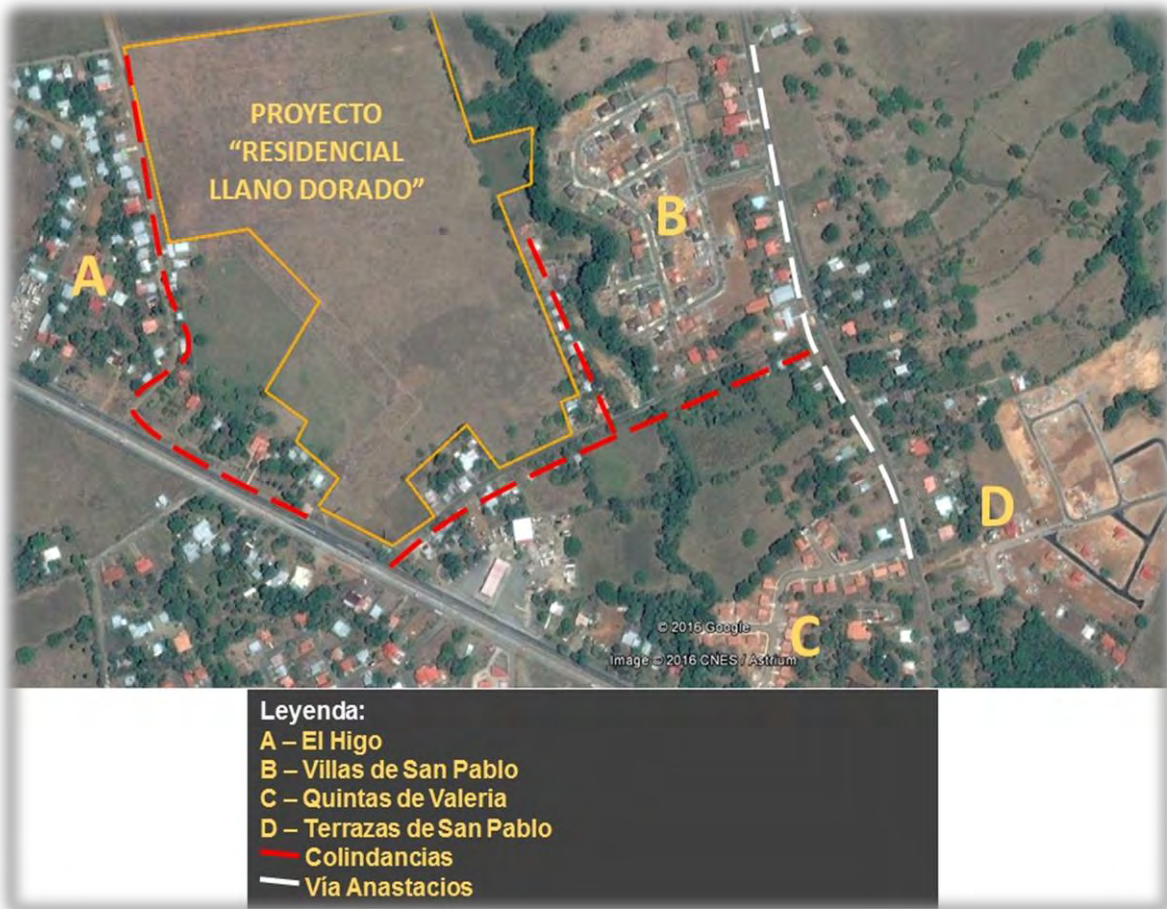 PROYECTO
“RESIDENCIAL
LLANO DORADO”
A
B
D
C
© 2016 Google
Image © 2016 CNES / Astrium
Leyenda:
A – El Higo
B – Villas de San Pablo
C – Quintas de Valeria
D – Terrazas de San Pablo
Colindancias
Vía Anastacios